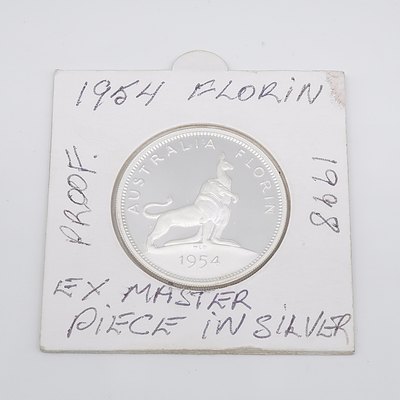 1954 FLORIN
PROOF.
AUSTRALIA FLORIN
1954
1998
EX MASTER
PIECE IN SILVER